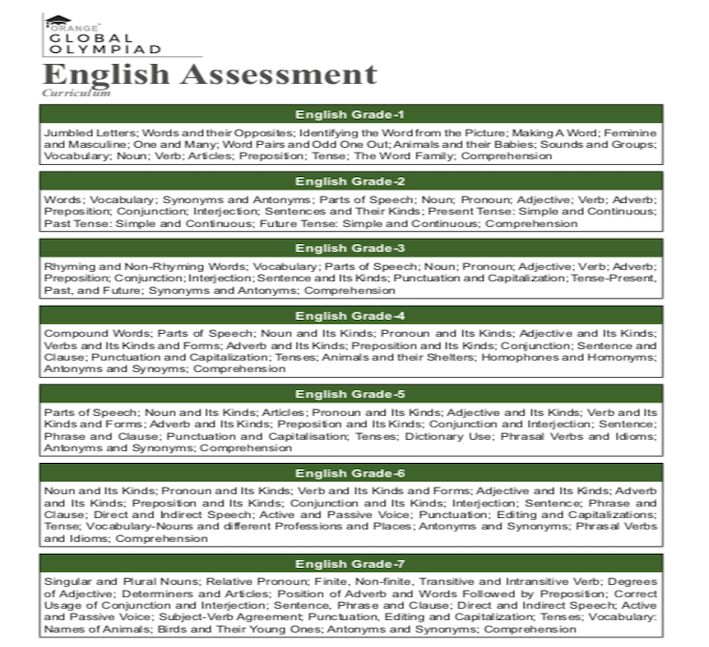 ORANGE™
GLOBAL
OLYMPIAD
English Assessment
Curriculum
English Grade-1
Jumbled Letters; Words and their Opposites; Identifying the Word from the Picture; Making A Word; Feminine
and Masculine; One and Many; Word Pairs and Odd One Out; Animals and their Babies; Sounds and Groups;
Vocabulary; Noun; Verb; Articles; Preposition; Tense; The Word Family; Comprehension
English Grade-2
Words; Vocabulary; Synonyms and Antonyms; Parts of Speech; Noun; Pronoun; Adjective; Verb; Adverb;
Preposition; Conjunction; Interjection; Sentences and Their Kinds; Present Tense: Simple and Continuous;
Past Tense: Simple and Continuous; Future Tense: Simple and Continuous; Comprehension
English Grade-3
Rhyming and Non-Rhyming Words; Vocabulary; Parts of Speech; Noun; Pronoun; Adjective; Verb; Adverb;
Preposition; Conjunction; Interjection; Sentence and Its Kinds; Punctuation and Capitalization; Tense-Present,
Past, and Future; Synonyms and Antonyms; Comprehension
English Grade-4
Compound Words; Parts of Speech; Noun and Its Kinds; Pronoun and Its Kinds; Adjective and Its Kinds;
Verbs and Its Kinds and Forms; Adverb and Its Kinds; Preposition and Its Kinds; Conjunction; Sentence and
Clause; Punctuation and Capitalization; Tenses; Animals and their Shelters; Homophones and Homonyms;
Antonyms and Synoyms; Comprehension
English Grade-5
Parts of Speech; Noun and Its Kinds; Articles; Pronoun and Its Kinds; Adjective and Its Kinds; Verb and Its
Kinds and Forms; Adverb and Its Kinds; Preposition and Its Kinds; Conjunction and Interjection; Sentence;
Phrase and Clause; Punctuation and Capitalisation; Tenses; Dictionary Use; Phrasal Verbs and Idioms;
Antonyms and Synonyms; Comprehension
English Grade-6
Noun and Its Kinds; Pronoun and Its Kinds; Verb and Its Kinds and Forms; Adjective and Its Kinds; Adverb
and Its Kinds; Preposition and Its Kinds; Conjunction and Its Kinds; Interjection; Sentence; Phrase and
Clause; Direct and Indirect Speech; Active and Passive Voice; Punctuation; Editing and Capitalizations;
Tense; Vocabulary-Nouns and different Professions and Places; Antonyms and Synonyms; Phrasal Verbs
and Idioms; Comprehension
English Grade-7
Singular and Plural Nouns; Relative Pronoun; Finite, Non-finite, Transitive and Intransitive Verb; Degrees
of Adjective; Determiners and Articles; Position of Adverb and Words Followed by Preposition; Correct
Usage of Conjunction and Interjection; Sentence, Phrase and Clause; Direct and Indirect Speech; Active
and Passive Voice; Subject-Verb Agreement; Punctuation, Editing and Capitalization; Tenses; Vocabulary:
Names of Animals; Birds and Their Young Ones; Antonyms and Synonyms; Comprehension